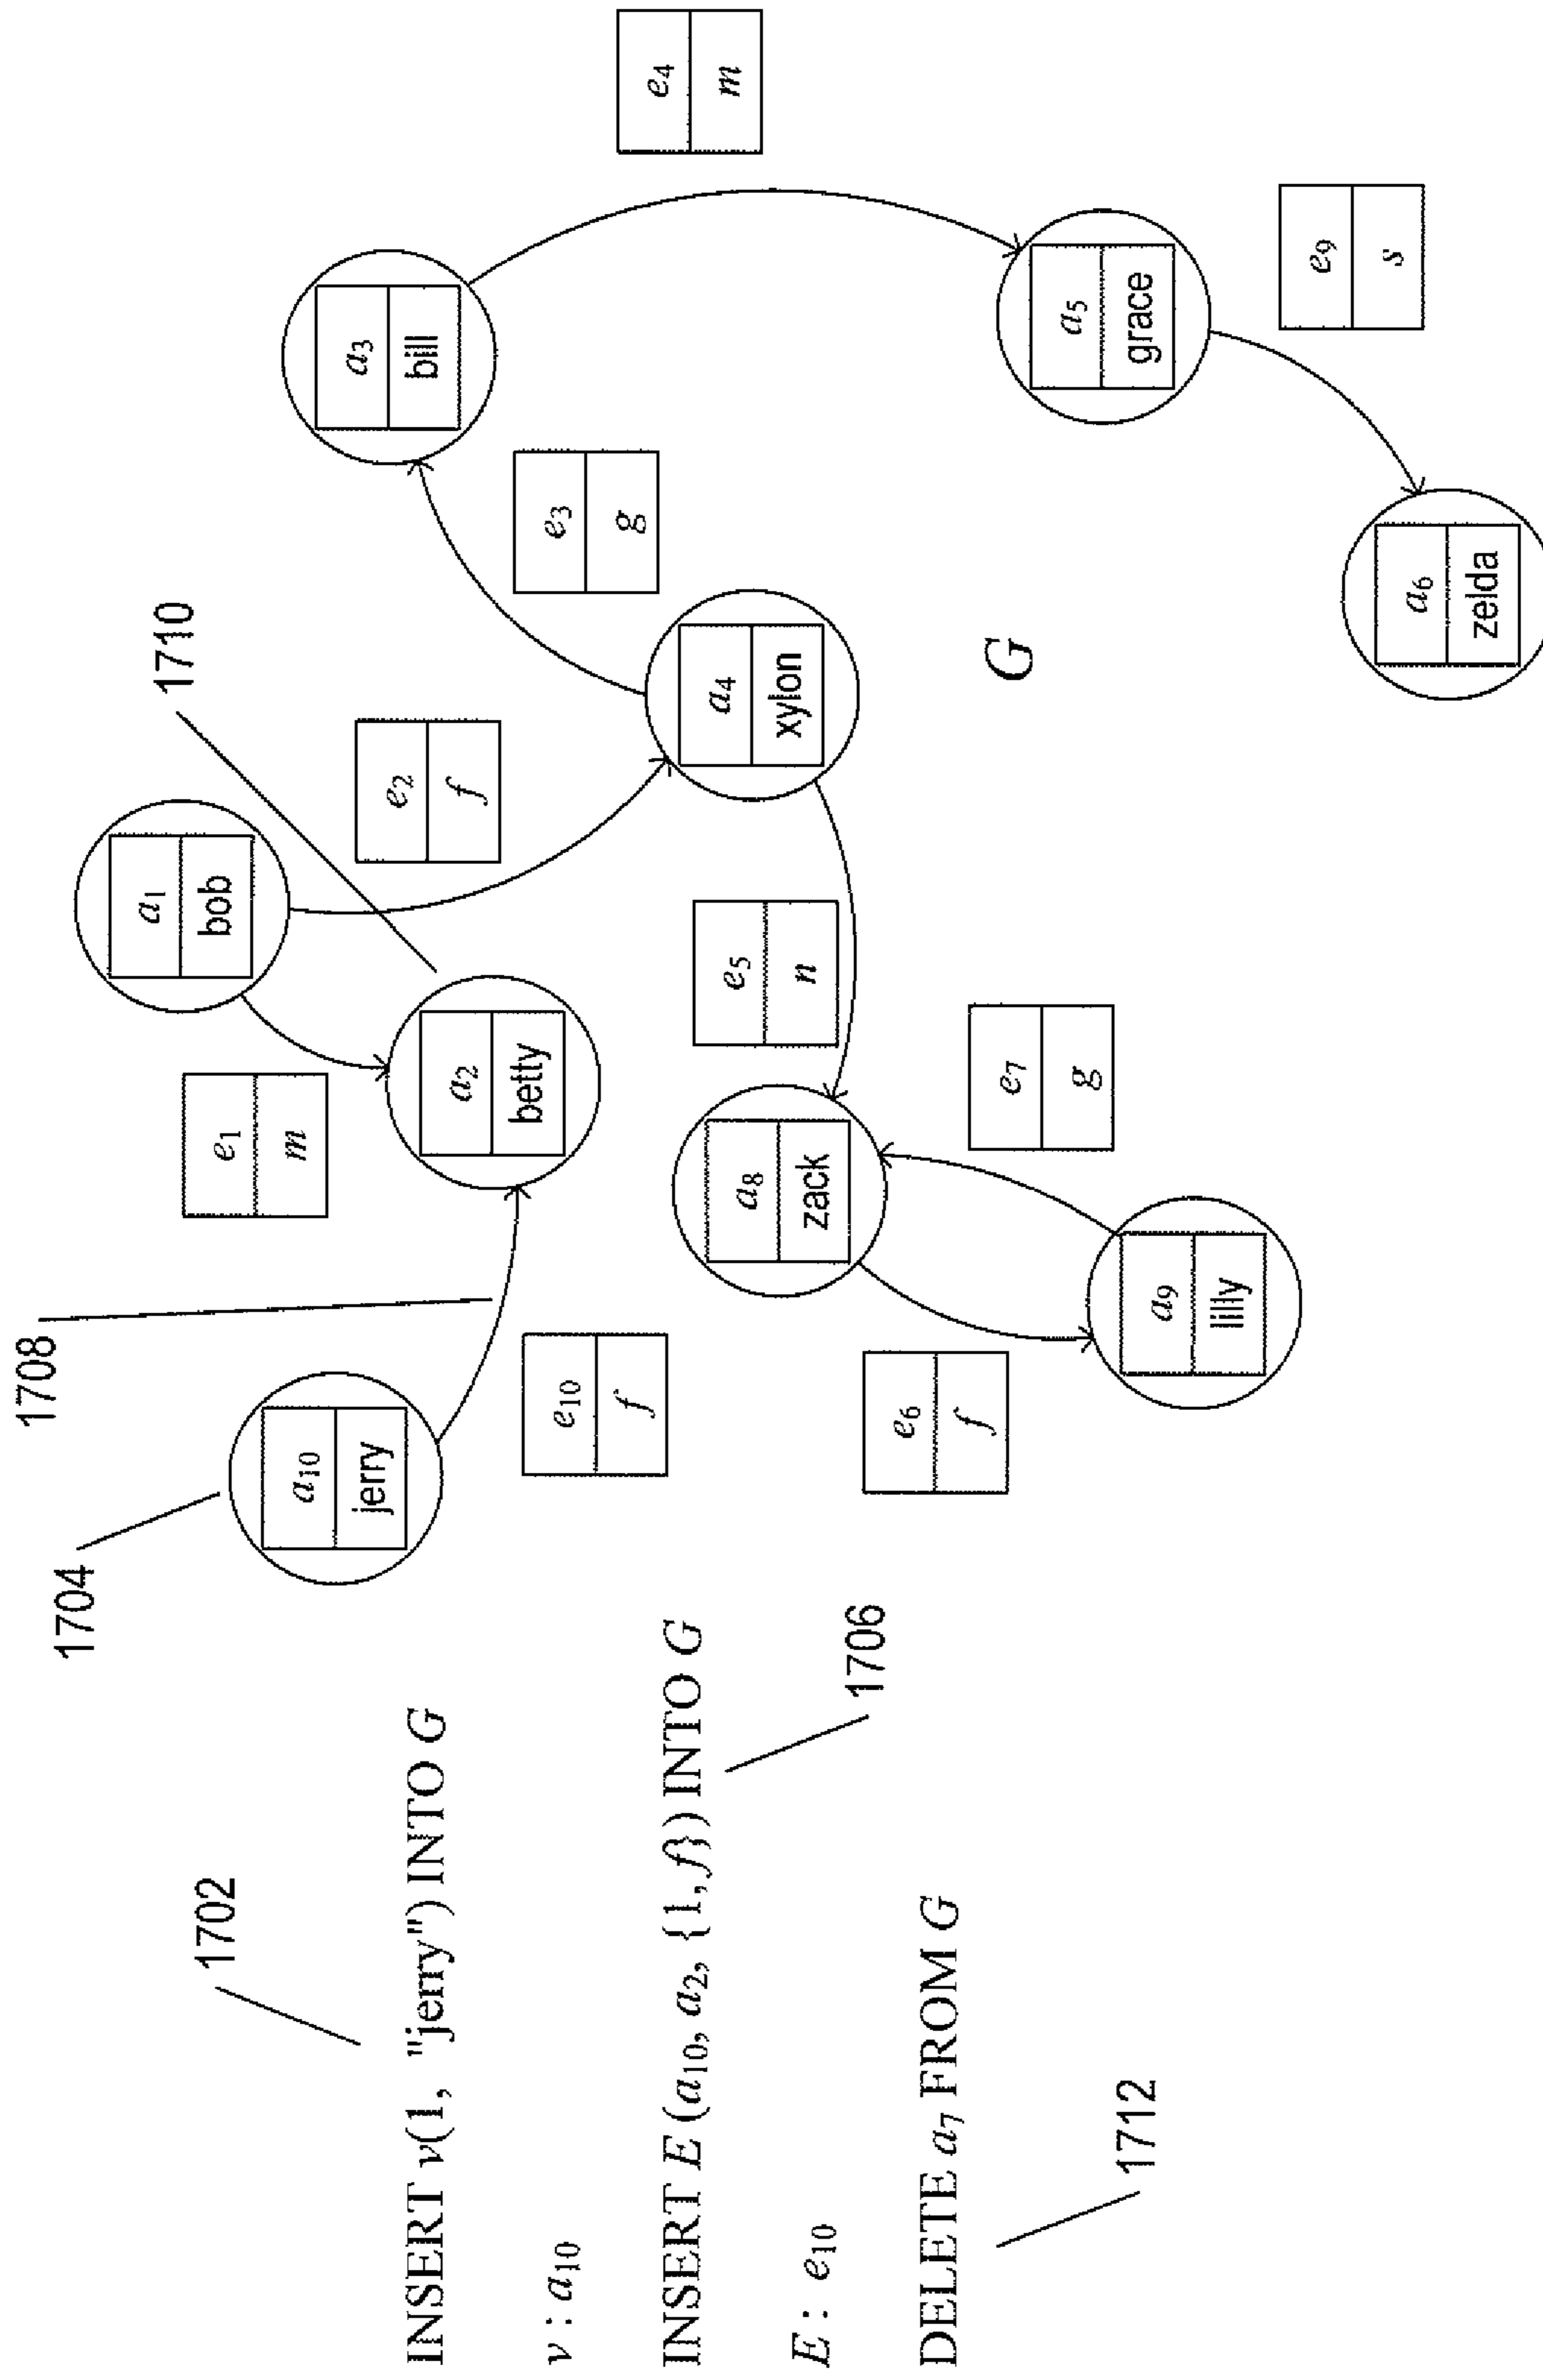 1702
INSERT v(1, "jerry") INTO G
v : a10
INSERT E (a10, a2, {1, f}) INTO G
1706
E : e10
DELETE a7 FROM G
1712
1704
1708
1710
a10
jerry
e10
f
e1
m
a1
bob
a2
betty
e2
f
a3
bill
e3
g
e4
m
a4
xylon
e5
n
a8
zack
e6
f
e7
g
a9
lilly
G
a5
grace
e9
s
a6
zelda